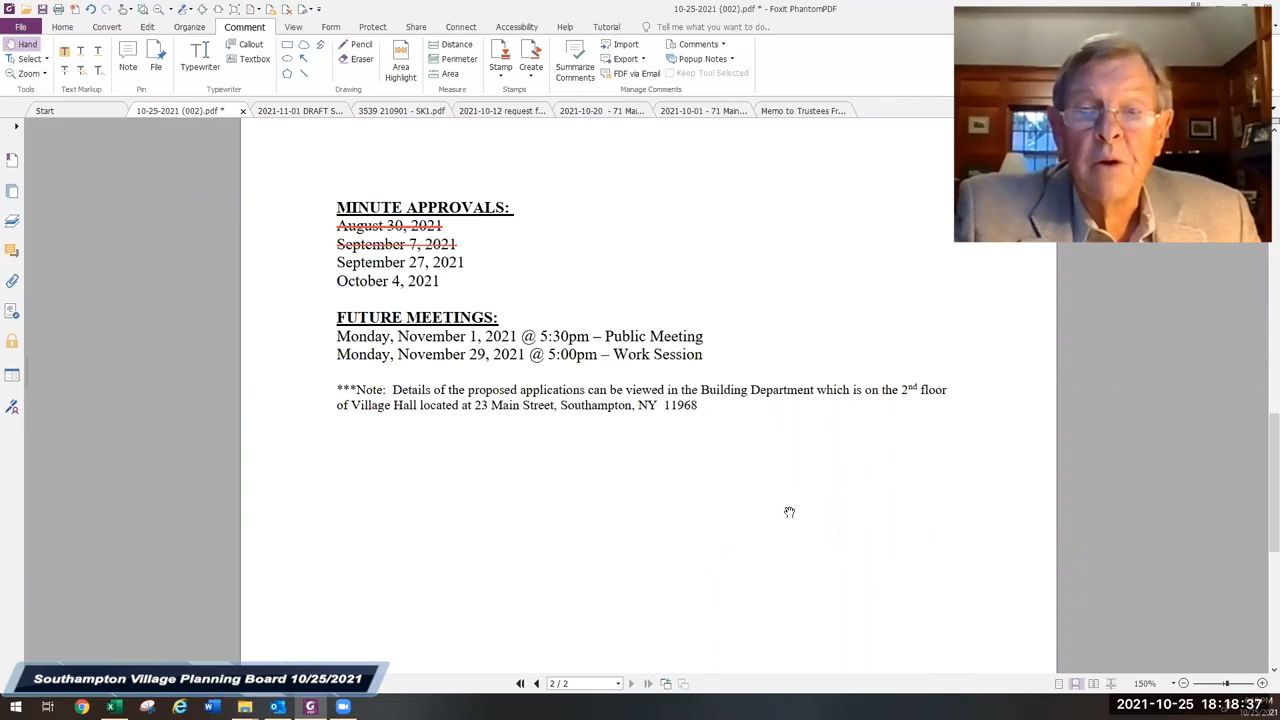 10-25-2021 (002).pdf * - Foxit PhantomPDF
File Home Convert Edit Organize Comment View Form Protect Share Connect Accessibility Help Tutorial Tell me what you want to do..
Hand Callout Pencil Distance Import Comments
Select Textbox Eraser Perimeter Export Popup Notes
Zoom Note File Typewriter Area Highlight Area Stamp Create Summarize Comments FDF via Email Keep Tool Selected
Tools Text Markup Pin Typewriter Drawing Measure Stamps Manage Comments
Start 10-25-2021 (002).pdf * 2021-11-01 DRAFT S... 3539 210901 - SK1.pdf 2021-10-12 request f... 2021-10-20 - 71 Mai... 2021-10-01 - 71 Main... Memo to Trustees Fr...
MINUTE APPROVALS:
August 30, 2021
September 7, 2021
September 27, 2021
October 4, 2021
FUTURE MEETINGS:
Monday, November 1, 2021 @ 5:30pm – Public Meeting
Monday, November 29, 2021 @ 5:00pm – Work Session
***Note: Details of the proposed applications can be viewed in the Building Department which is on the 2nd floor
of Village Hall located at 23 Main Street, Southampton, NY 11968
Southampton Village Planning Board 10/25/2021
2 / 2
150%
2021-10-25 18:18:37